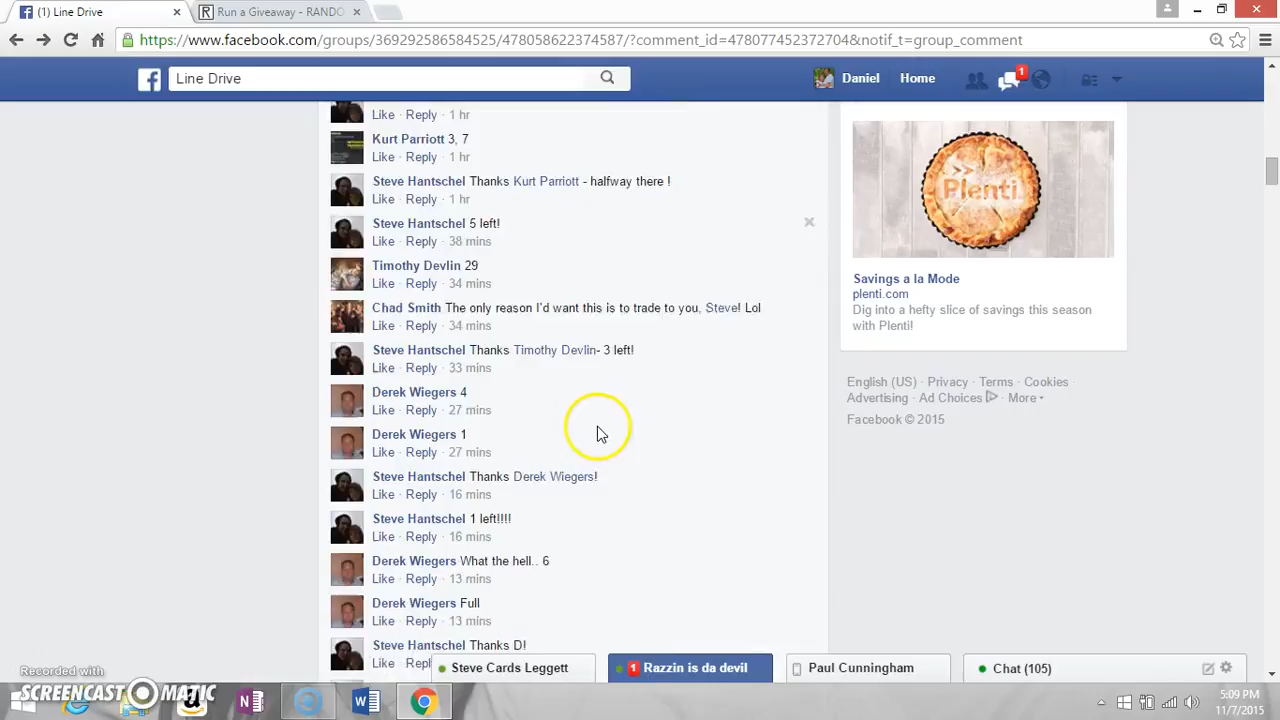 (1) Line Drive
Run a Giveaway - RANDO
https://www.facebook.com/groups/369292586584525/478058122374587/?comment_id=478077452372721&notif_t=group_comment
Line Drive
Daniel
Home
1
Like · Reply · 1 hr
Kurt Parriott 3, 7
Like · Reply · 1 hr
Steve Hantschel Thanks Kurt Parriott - halfway there !
Like · Reply · 1 hr
Steve Hantschel 5 left!
Like · Reply · 38 mins
Timothy Devlin 29
Like · Reply · 34 mins
Chad Smith The only reason I'd want this is to trade to you, Steve! Lol
Like · Reply · 34 mins
Steve Hantschel Thanks Timothy Devlin- 3 left!
Like · Reply · 33 mins
Derek Wiegers 4
Like · Reply · 27 mins
Derek Wiegers 1
Like · Reply · 27 mins
Steve Hantschel Thanks Derek Wiegers!
Like · Reply · 16 mins
Steve Hantschel 1 left!!!!
Like · Reply · 16 mins
Derek Wiegers What the hell.. 6
Like · Reply · 13 mins
Derek Wiegers Full
Like · Reply · 13 mins
Steve Hantschel Thanks D!
Like · Repl
Plenti
Savings a la Mode
plenti.com
Dig into a hefty slice of savings this season
with Plenti!
English (US) · Privacy · Terms · Cookies
Advertising · Ad Choices · More
Facebook © 2015
Steve Cards Leggett
1 Razzin is da devil
Paul Cunningham
Chat (105)
Recorded with
SCREENCAST-O-MATIC
5:09 PM
11/7/2015